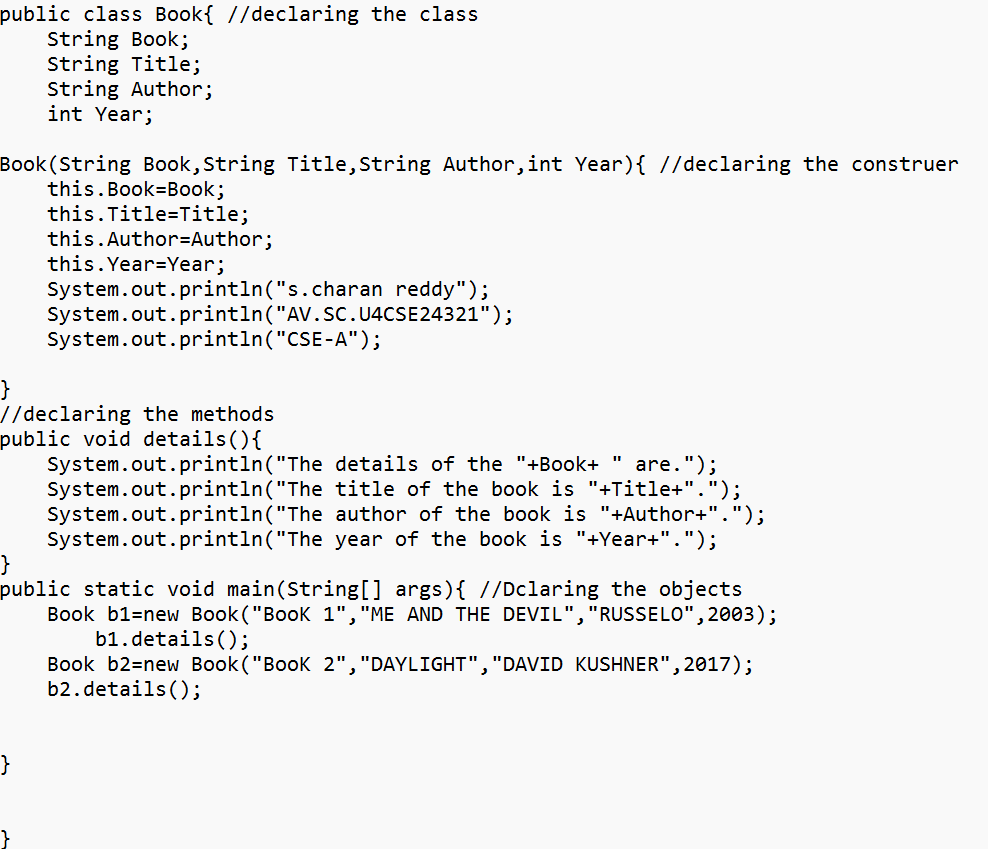 public class Book{ //declaring the class
    String Book;
    String Title;
    String Author;
    int Year;
Book(String Book,String Title,String Author,int Year){ //declaring the construer
    this.Book=Book;
    this.Title=Title;
    this.Author=Author;
    this.Year=Year;
    System.out.println("s.charan reddy");
    System.out.println("AV.SC.U4CSE24321");
    System.out.println("CSE-A");
}
//declaring the methods
public void details(){
    System.out.println("The details of the "+Book+ " are.");
    System.out.println("The title of the book is "+Title+".");
    System.out.println("The author of the book is "+Author+".");
    System.out.println("The year of the book is "+Year+".");
}
public static void main(String[] args){ //Dclaring the objects
    Book b1=new Book("BooK 1","ME AND THE DEVIL","RUSSELO",2003);
        b1.details();
    Book b2=new Book("BooK 2","DAYLIGHT","DAVID KUSHNER",2017);
    b2.details();
}
}